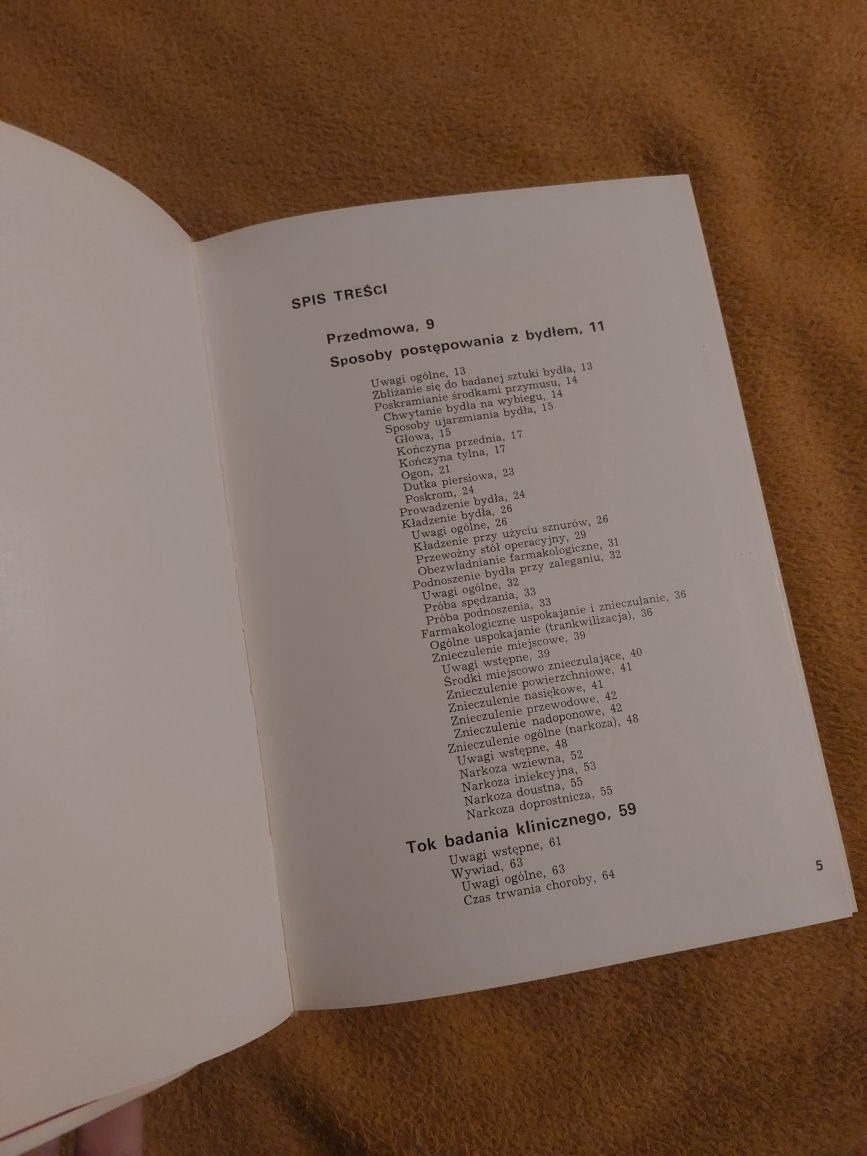 SPIS TREŚCI
Przedmowa, 9
Sposoby postępowania z bydłem, 11
Uwagi ogólne, 13
Zbliżanie się do badanej sztuki bydła, 13
Poskramianie środkami przymusu, 14
Chwytanie bydła na wybiegu, 14
Sposoby ujarzmiania bydła, 15
Głowa, 15
Kończyna przednia, 17
Kończyna tylna, 17
Ogon, 21
Dutka piersiowa, 23
Poskrom, 24
Prowadzenie bydła, 24
Kładzenie bydła, 26
Uwagi ogólne, 26
Kładzenie przy użyciu sznurów, 26
Przewoźny stół operacyjny, 29
Obezwładnianie farmakologiczne, 31
Podnoszenie bydła przy zaleganiu, 32
Uwagi ogólne, 32
Próba spędzania, 33
Próba podnoszenia, 33
Farmakologiczne uspokajanie i znieczulanie, 36
Ogólne uspokajanie (trankwilizacja), 36
Znieczulenie miejscowe, 39
Uwagi wstępne, 39
Środki miejscowo znieczulające, 40
Znieczulenie powierzchniowe, 41
Znieczulenie nasiękowe, 41
Znieczulenie przewodowe, 42
Znieczulenie nadoponowe, 42
Znieczulenie ogólne (narkoza), 48
Uwagi wstępne, 48
Narkoza wziewna, 52
Narkoza iniekcyjna, 53
Narkoza doustna, 55
Narkoza doprostnicza, 55
Tok badania klinicznego, 59
Uwagi wstępne, 61
Wywiad, 63
Uwagi ogólne, 63
Czas trwania choroby, 64
5